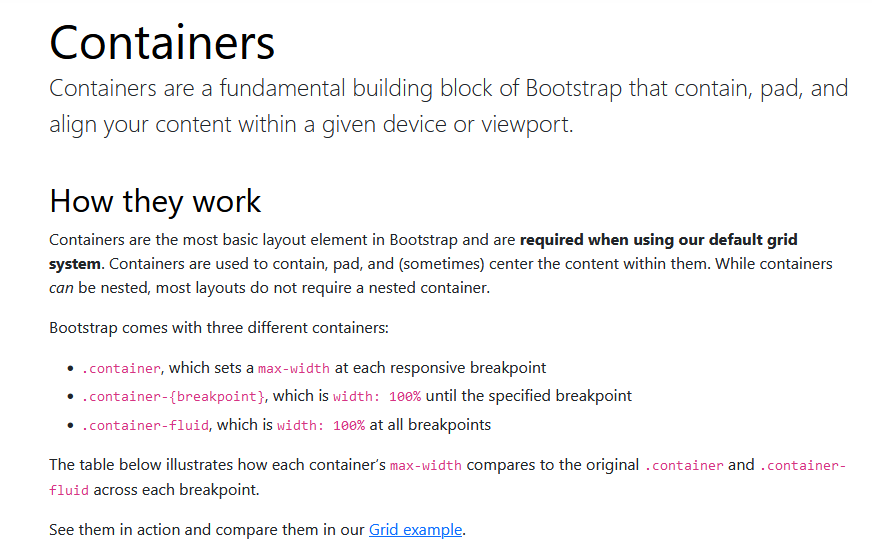 Containers
Containers are a fundamental building block of Bootstrap that contain, pad, and
align your content within a given device or viewport.
How they work
Containers are the most basic layout element in Bootstrap and are required when using our default grid
system. Containers are used to contain, pad, and (sometimes) center the content within them. While containers
can be nested, most layouts do not require a nested container.
Bootstrap comes with three different containers:
• .container, which sets a max-width at each responsive breakpoint
• .container-{breakpoint}, which is width: 100% until the specified breakpoint
• .container-fluid, which is width: 100% at all breakpoints
The table below illustrates how each container’s max-width compares to the original .container and .container-
fluid across each breakpoint.
See them in action and compare them in our Grid example.